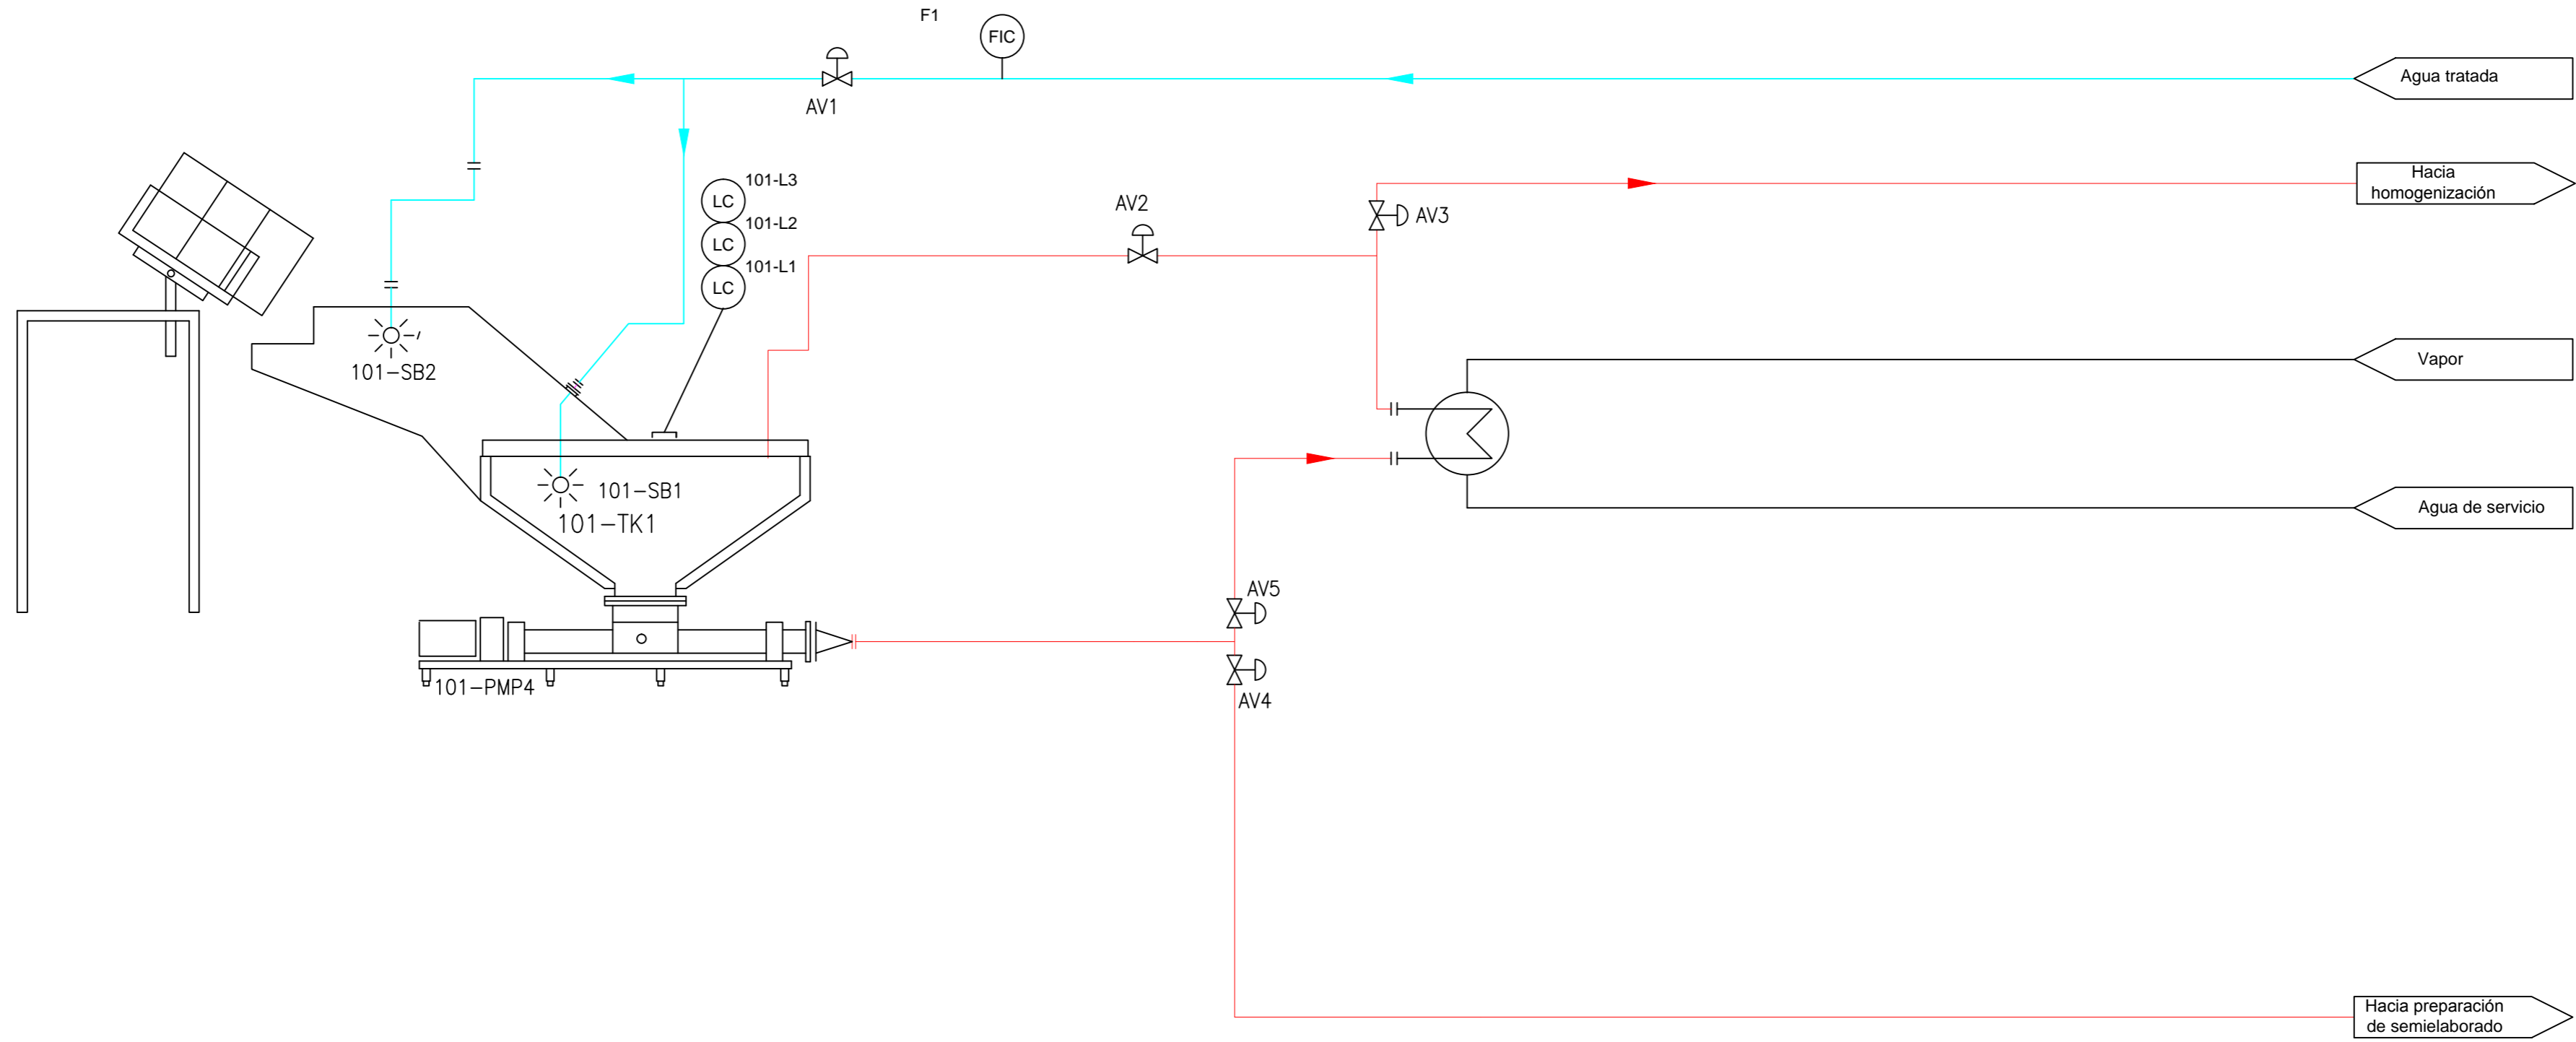 F1
FIC
Agua tratada
AV1
Hacia
homogenización
101-L3
LC
101-L2
LC
101-L1
LC
AV2
AV3
Vapor
101-SB2
101-SB1
101-TK1
Agua de servicio
AV5
101-PMP4
AV4
Hacia preparación
de semielaborado